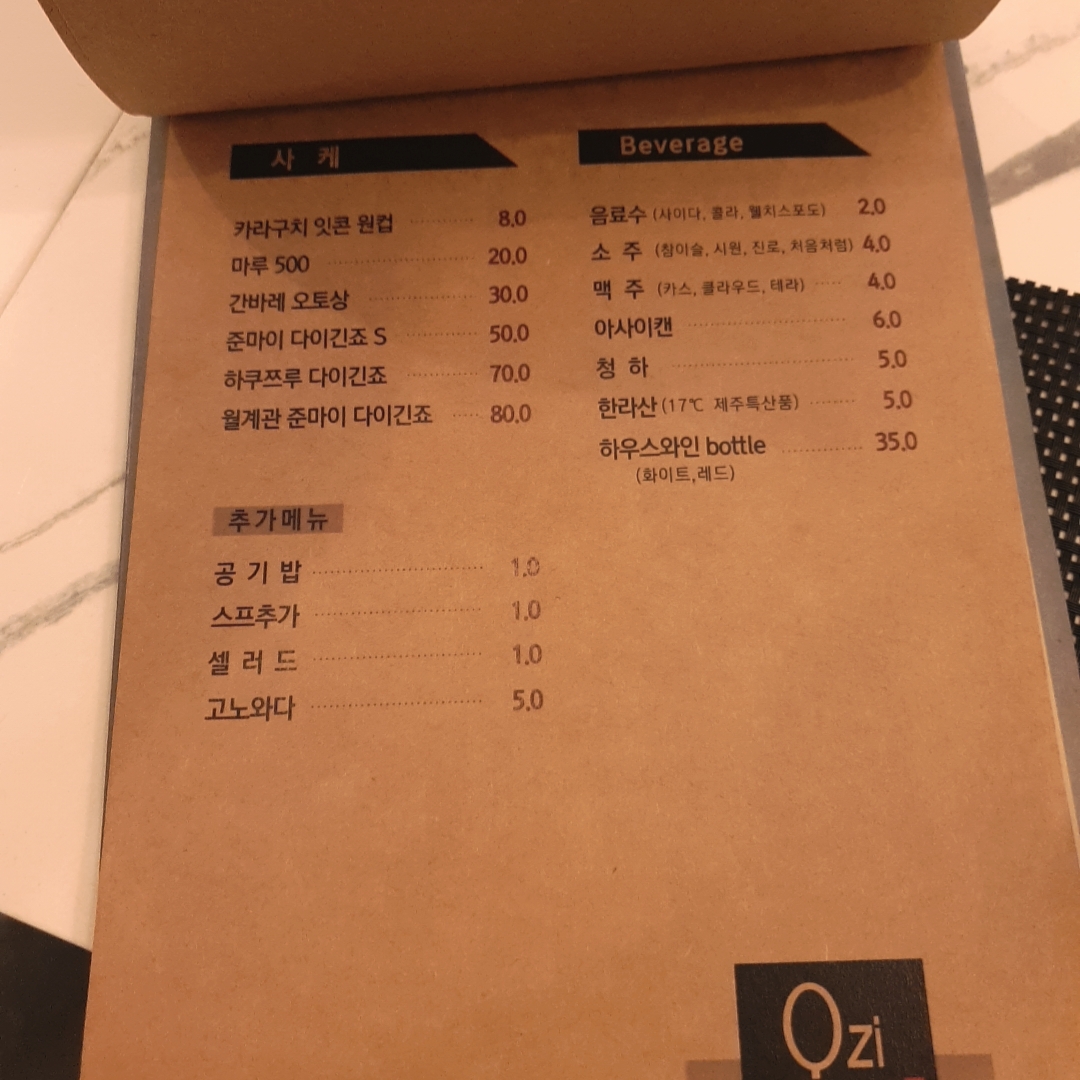 사 케
카라구치 잇콘 원컵 8.0
마루 500 20.0
간바레 오토상 30.0
준마이 다이긴죠 S 50.0
하쿠쯔루 다이긴죠 70.0
월계관 준마이 다이긴죠 80.0
추가메뉴
공 기 밥 1.0
스프추가 1.0
셀 러 드 1.0
고노와다 5.0
Beverage
음료수 (사이다, 콜라, 웰치스포도) 2.0
소 주 (참이슬, 시원, 진로, 처음처럼) 4.0
맥 주 (카스, 클라우드, 테라) 4.0
아사이캔 6.0
청 하 5.0
한라산 (17℃ 제주특산품) 5.0
하우스와인 bottle 35.0
(화이트,레드)
Qzi